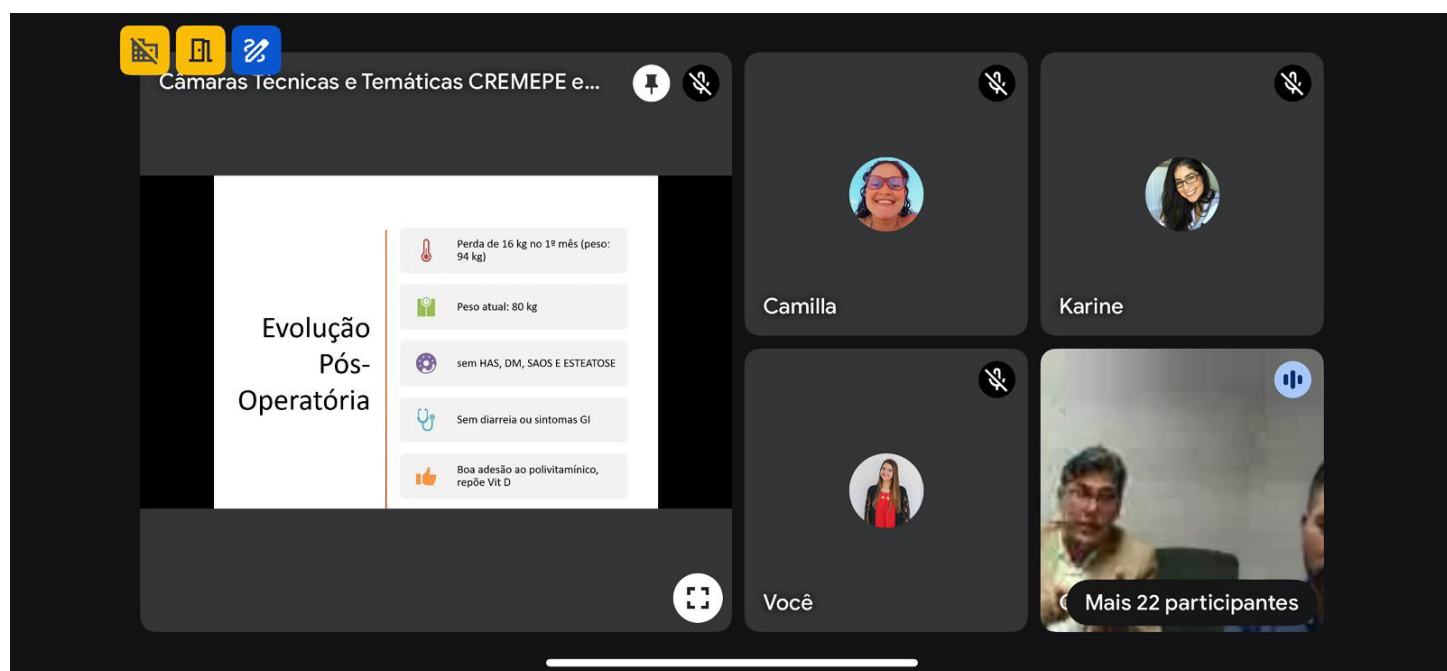 Câmaras Técnicas e Temáticas CREMEPE e...
Evolução
Pós-
Operatória
Perda de 16 kg no 1º mês (peso:
94 kg)
Peso atual: 80 kg
sem HAS, DM, SAOS E ESTEATOSE
Sem diarreia ou sintomas GI
Boa adesão ao polivitamínico,
repõe Vit D
Camilla
Karine
Você
Mais 22 participantes